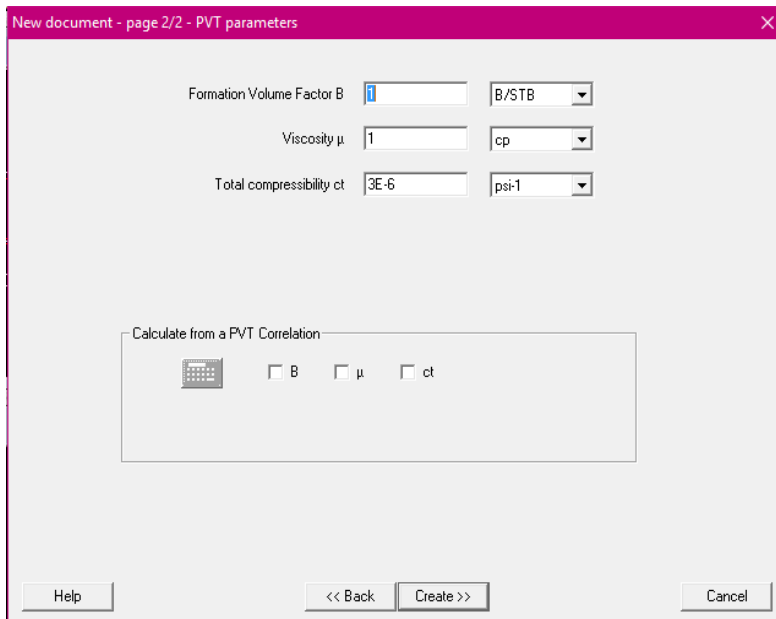 New document - page 2/2 - PVT parameters
Formation Volume Factor B 1 B/STB
Viscosity µ 1 cp
Total compressibility ct 3E-6 psi-1
Calculate from a PVT Correlation
B µ ct
Help << Back Create >> Cancel